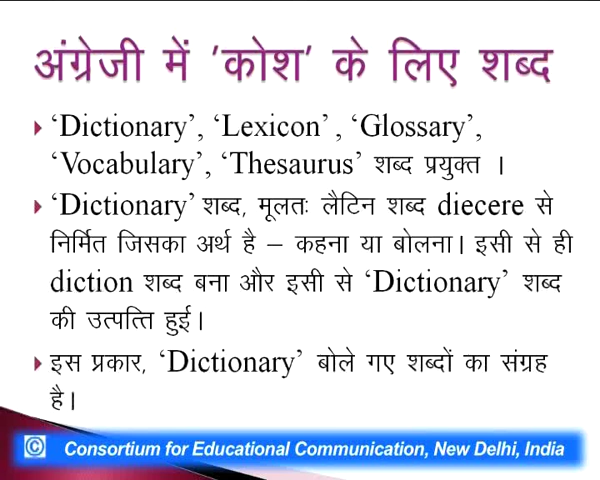 अंग्रेजी में 'कोश' के लिए शब्द
‘Dictionary’, ‘Lexicon’ , ‘Glossary’,
‘Vocabulary’, ‘Thesaurus’ शब्द प्रयुक्त ।
‘Dictionary’ शब्द, मूलतः लैटिन शब्द diecere से
निर्मित जिसका अर्थ है – कहना या बोलना। इसी से ही
diction शब्द बना और इसी से ‘Dictionary’ शब्द
की उत्पत्ति हुई।
इस प्रकार, ‘Dictionary’ बोले गए शब्दों का संग्रह
है।
© Consortium for Educational Communication, New Delhi, India